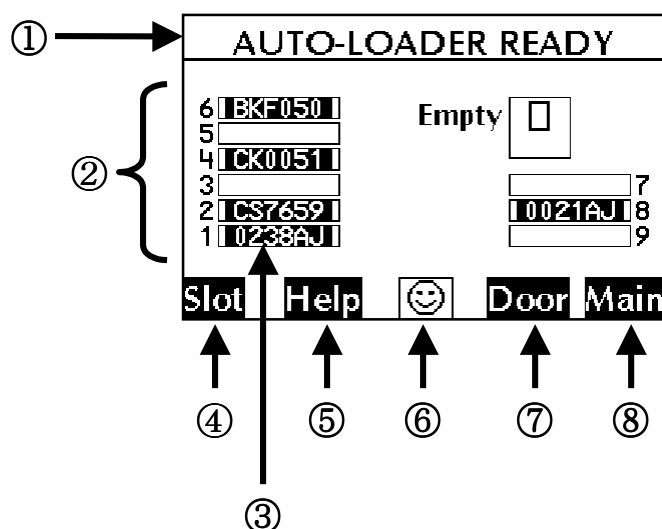 ① AUTO-LOADER READY
②
6 BKF050
5
4 CK0051
3
2 CS7659
1 0238AJ
Empty
7
0021AJ 8
9
Slot Help Door Main
④ ⑤ ⑥ ⑦ ⑧
③